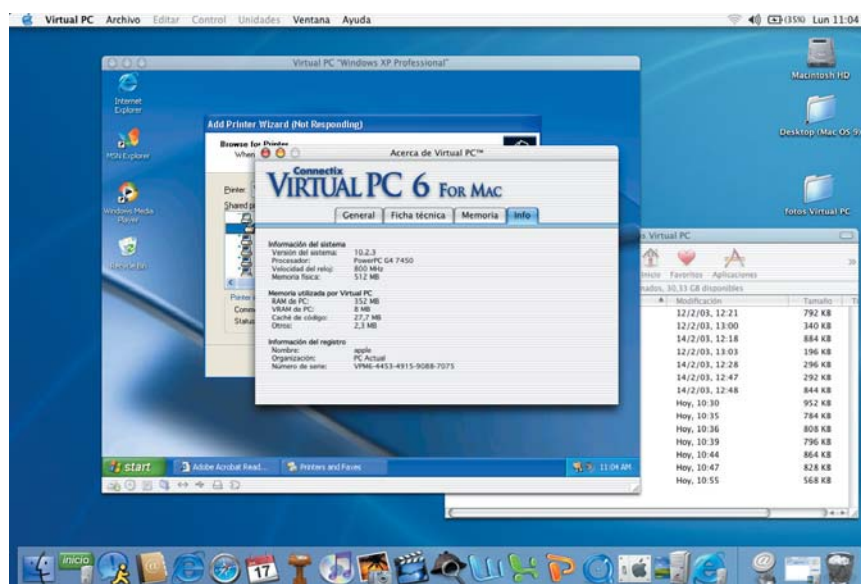 Virtual PC Archivo Editar Control Unidades Ventana Ayuda
(35%) Lun 11:04
Virtual PC "Windows XP Professional"
Macintosh HD
Internet
Explorer
Desktop (Mac OS 9)
MSN Explorer
Add Printer Wizard (Not Responding)
Browse for Printer
When
Acerca de Virtual PC™
Connectix
VIRTUAL PC 6 FOR MAC
General Ficha técnica Memoria Info
Printer:
Shared p
Windows Media
Player
fotos Virtual PC
Recycle Bin
Información del sistema
Versión del sistema: 10.2.3
Procesador: PowerPC G4 7450
Velocidad del reloj: 800 MHz
Memoria física: 512 MB
Memoria utilizada por Virtual PC
RAM de PC: 352 MB
VRAM de PC: 8 MB
Caché de código: 27,7 MB
Otros: 2,3 MB
Información del registro
Nombre: apple
Organización: PC Actual
Número de serie: VPM6-4453-4915-9088-7075
Printer
Comm
Status
s Virtual PC
Inicio Favoritos Aplicaciones
nados, 30,33 GB disponibles
Modificación Tamaño T
12/2/03, 12:21 792 KB
12/2/03, 13:00 340 KB
14/2/03, 12:18 884 KB
12/2/03, 13:03 196 KB
14/2/03, 12:28 296 KB
14/2/03, 12:47 292 KB
14/2/03, 12:48 844 KB
Hoy, 10:30 952 KB
Hoy, 10:35 784 KB
Hoy, 10:36 808 KB
Hoy, 10:39 796 KB
Hoy, 10:44 864 KB
Hoy, 10:47 828 KB
Hoy, 10:55 568 KB
start Adobe Acrobat Read... Printers and Faxes 11:04 AM
inicio
17